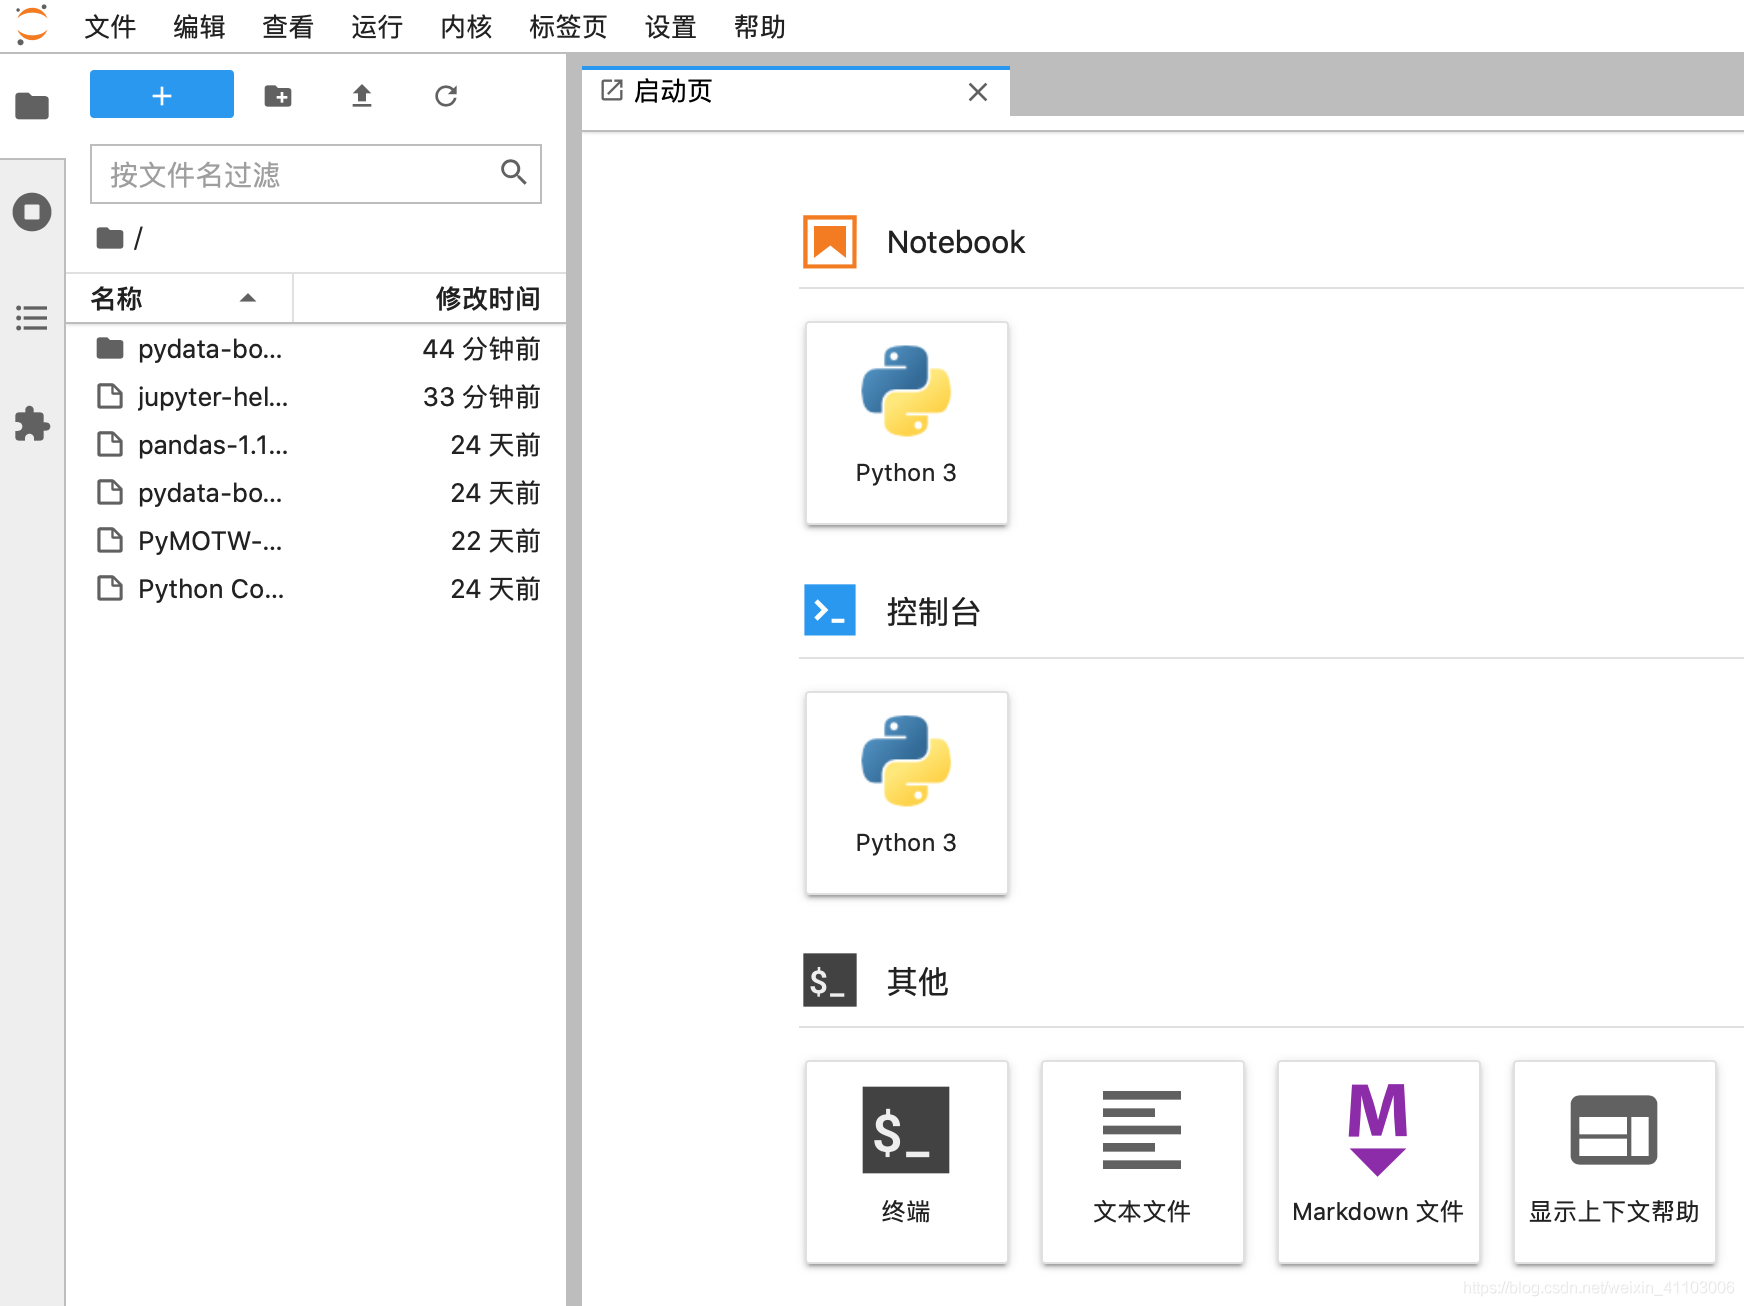 文件 编辑 查看 运行 内核 标签页 设置 帮助
启动页
按文件名过滤
/
名称 修改时间
pydata-bo... 44 分钟前
jupyter-hel... 33 分钟前
pandas-1.1... 24 天前
pydata-bo... 24 天前
PyMOTW-... 22 天前
Python Co... 24 天前
Notebook
Python 3
控制台
Python 3
$_ 其他
$_
终端
文本文件
M
Markdown 文件
显示上下文帮助
https://blog.csdn.net/weixin_41103006